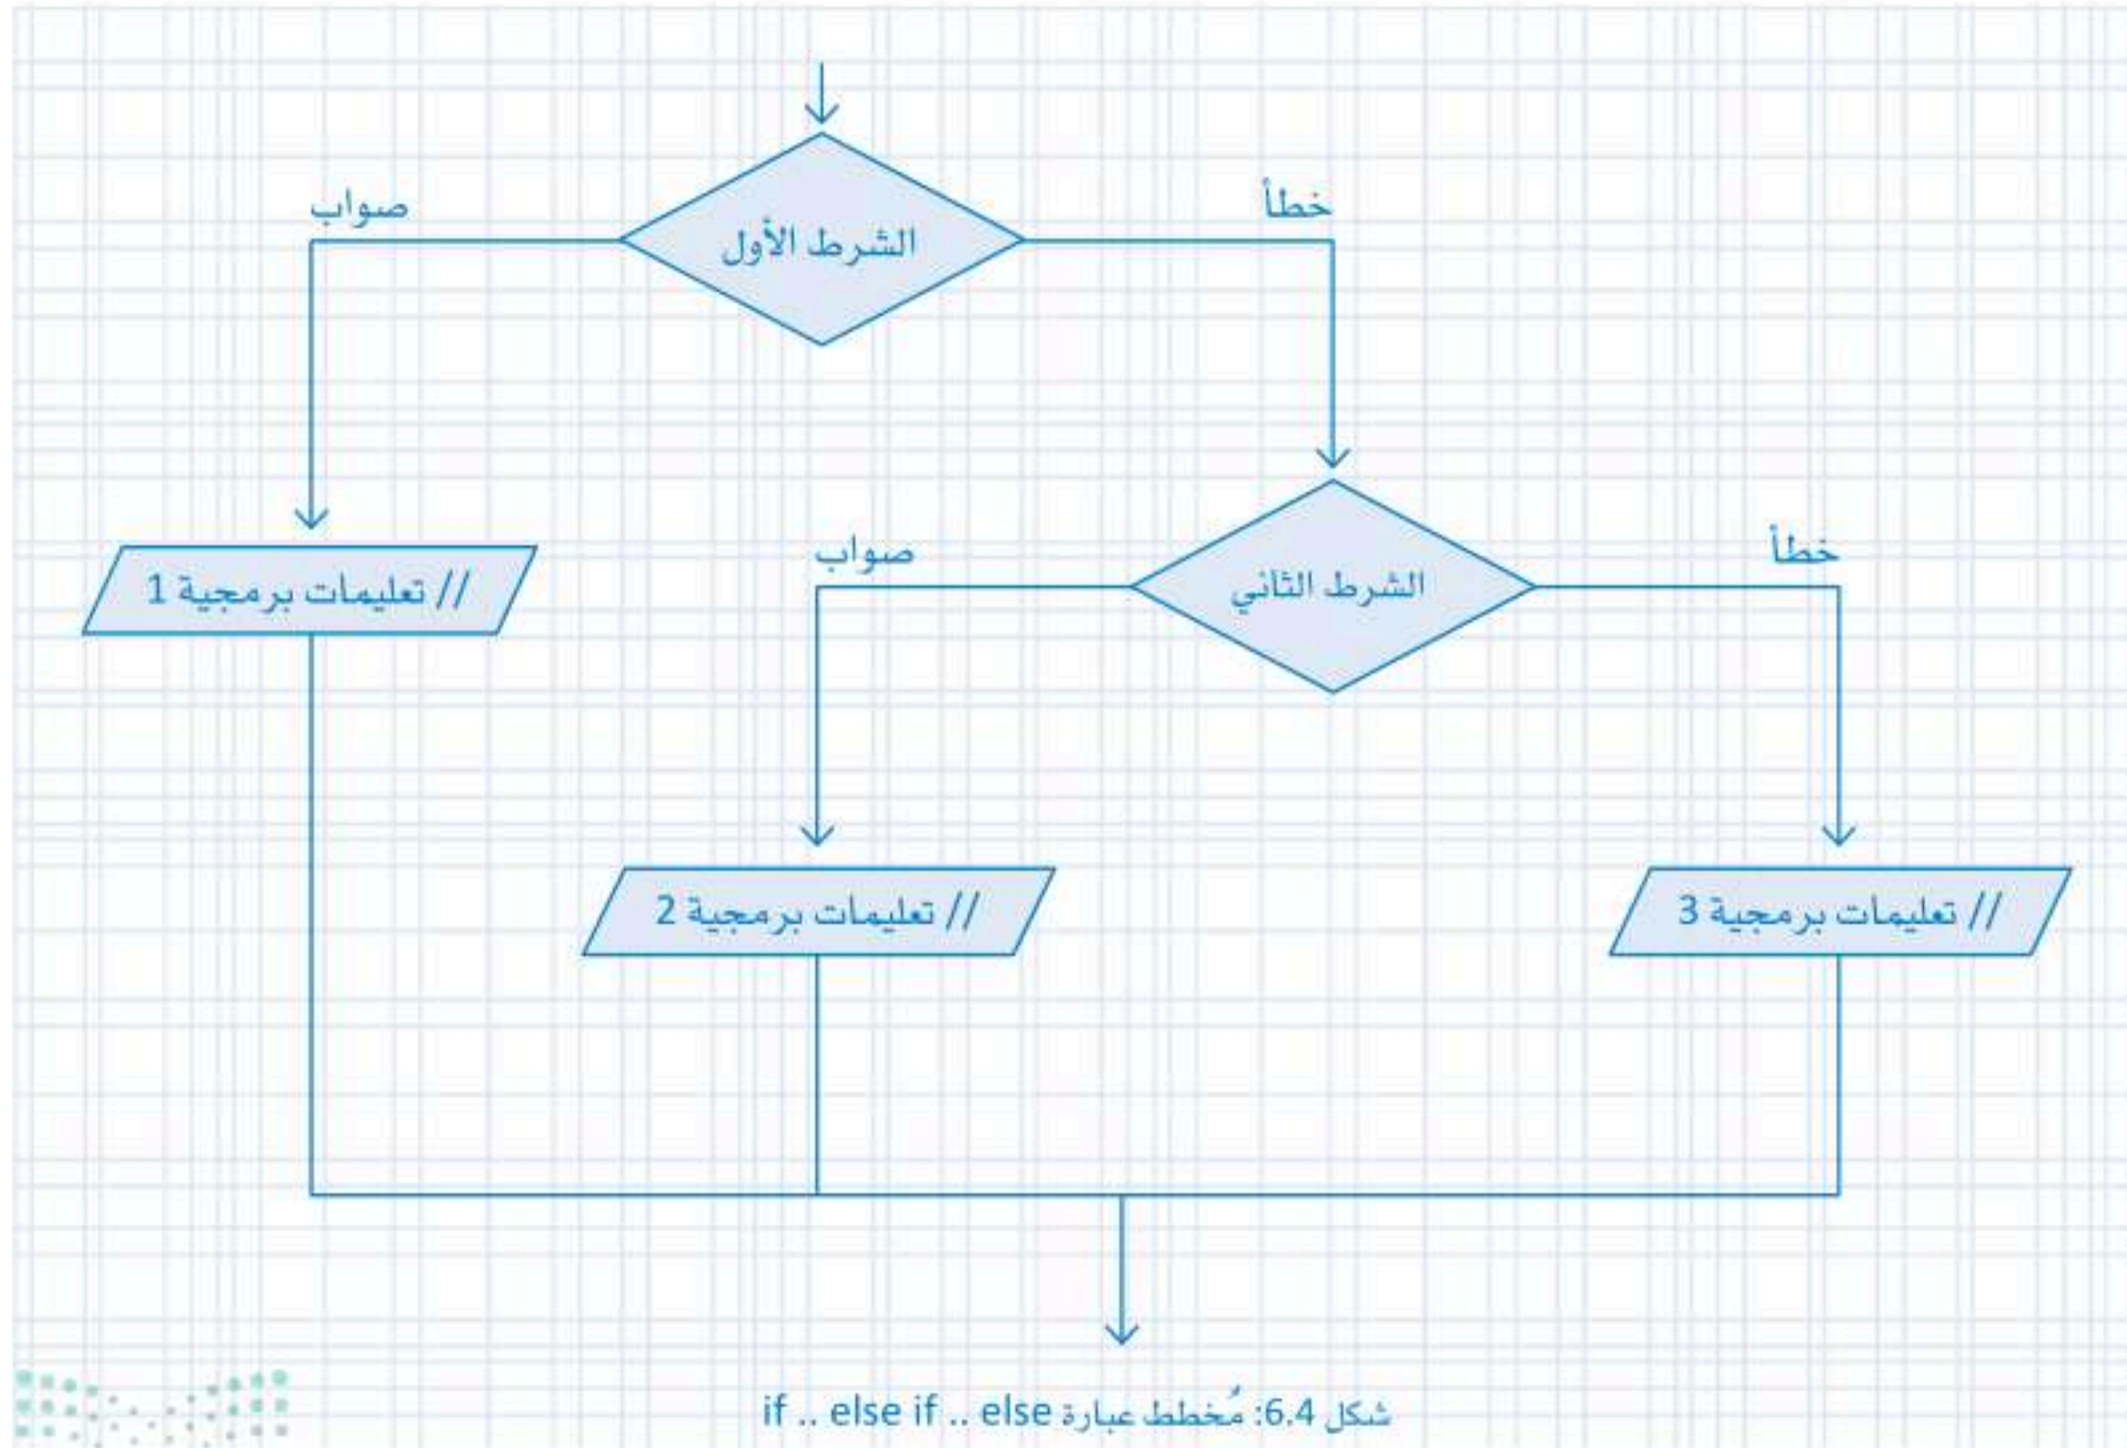 الشرط الأول
صواب
خطأ
// تعليمات برمجية 1
الشرط الثاني
صواب
خطأ
// تعليمات برمجية 2
// تعليمات برمجية 3
شكل 6.4: مُخطط عبارة if .. else if .. else